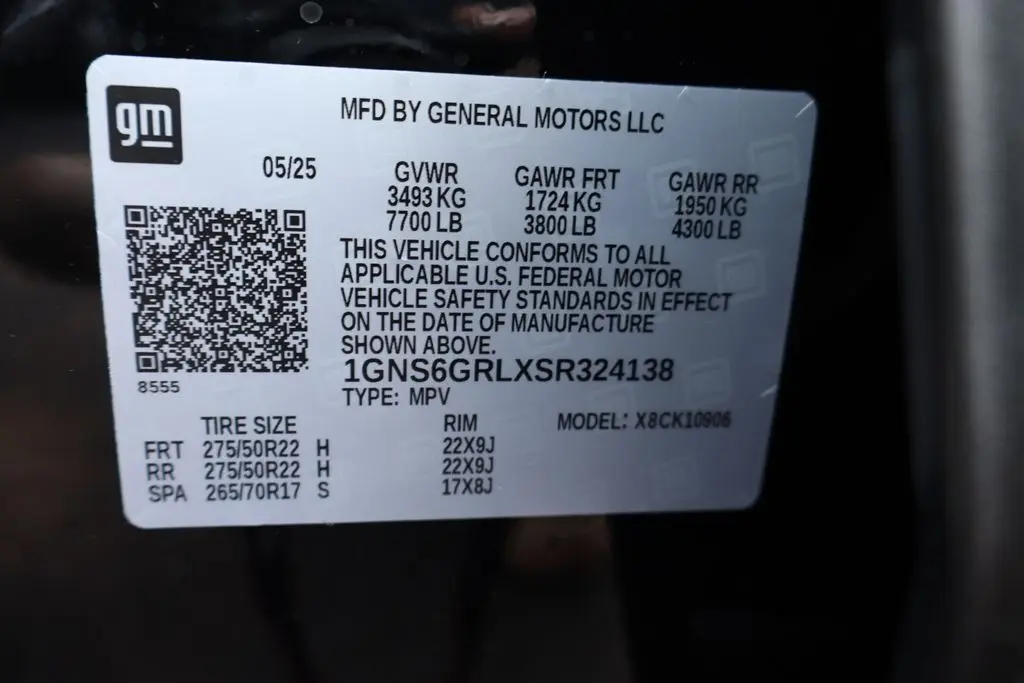 gm
MFD BY GENERAL MOTORS LLC
05/25 GVWR GAWR FRT GAWR RR
3493 KG 1724 KG 1950 KG
7700 LB 3800 LB 4300 LB
THIS VEHICLE CONFORMS TO ALL
APPLICABLE U.S. FEDERAL MOTOR
VEHICLE SAFETY STANDARDS IN EFFECT
ON THE DATE OF MANUFACTURE
SHOWN ABOVE.
1GNS6GRLXSR324138
8555
TYPE: MPV
TIRE SIZE RIM MODEL: X8CK10906
FRT 275/50R22 H 22X9J
RR 275/50R22 H 22X9J
SPA 265/70R17 S 17X8J